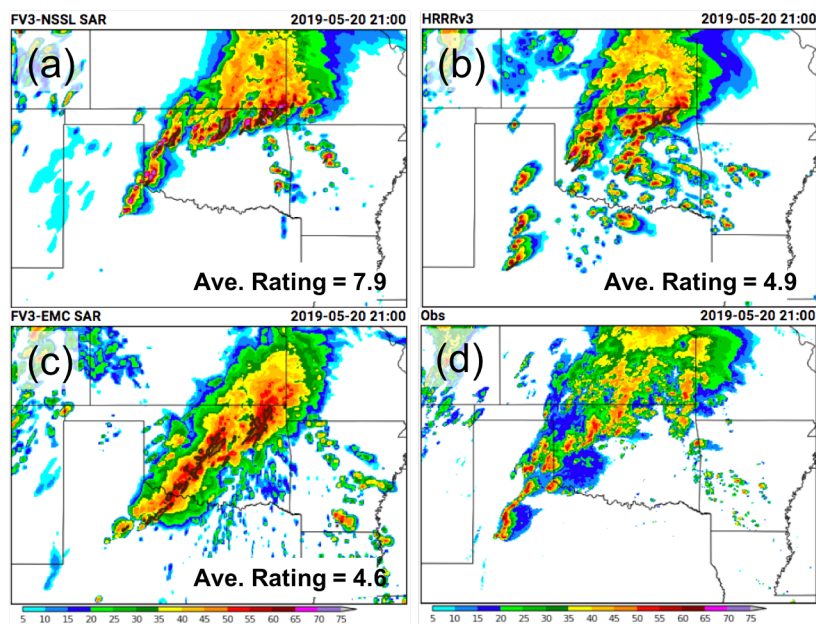 FV3-NSSL SAR 2019-05-20 21:00
(a)
Ave. Rating = 7.9
HRRRv3 2019-05-20 21:00
(b)
Ave. Rating = 4.9
FV3-EMC SAR 2019-05-20 21:00
(c)
Ave. Rating = 4.6
Obs 2019-05-20 21:00
(d)
5 10 15 20 25 30 35 40 45 50 55 60 65 70 75
5 10 15 20 25 30 35 40 45 50 55 60 65 70 75